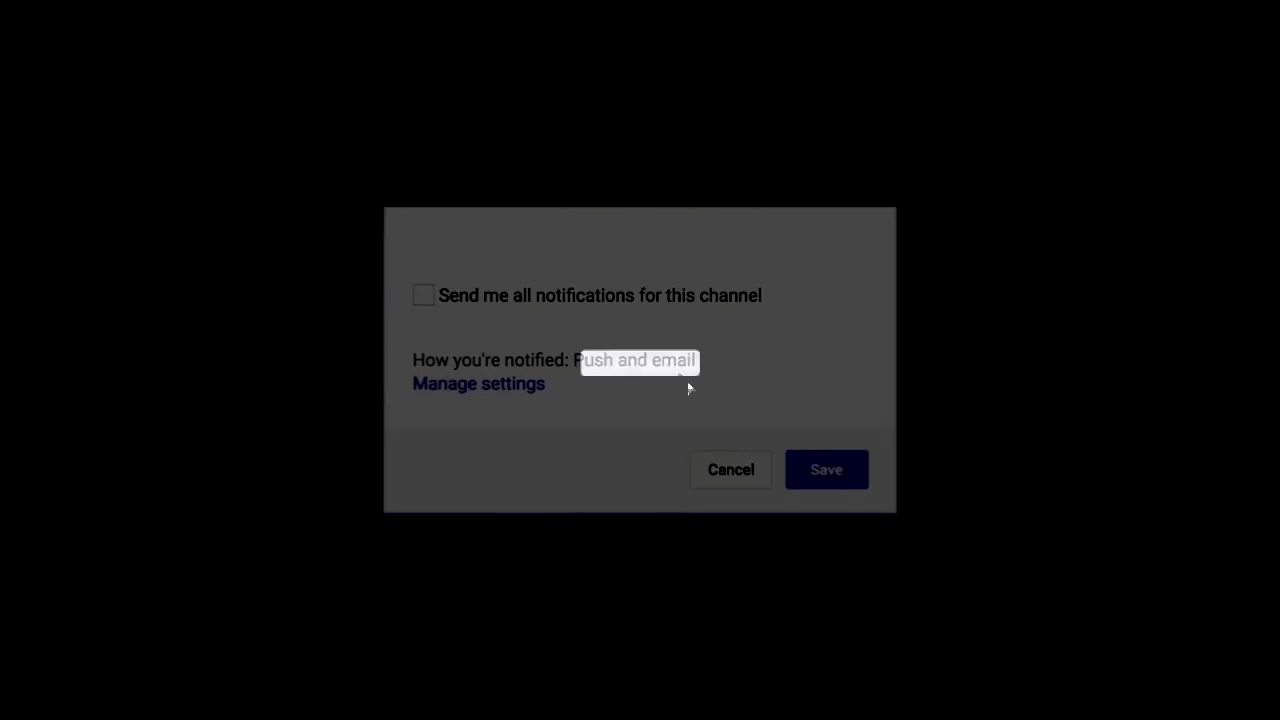 Send me all notifications for this channel
How you're notified: Push and email
Manage settings
Cancel
Save